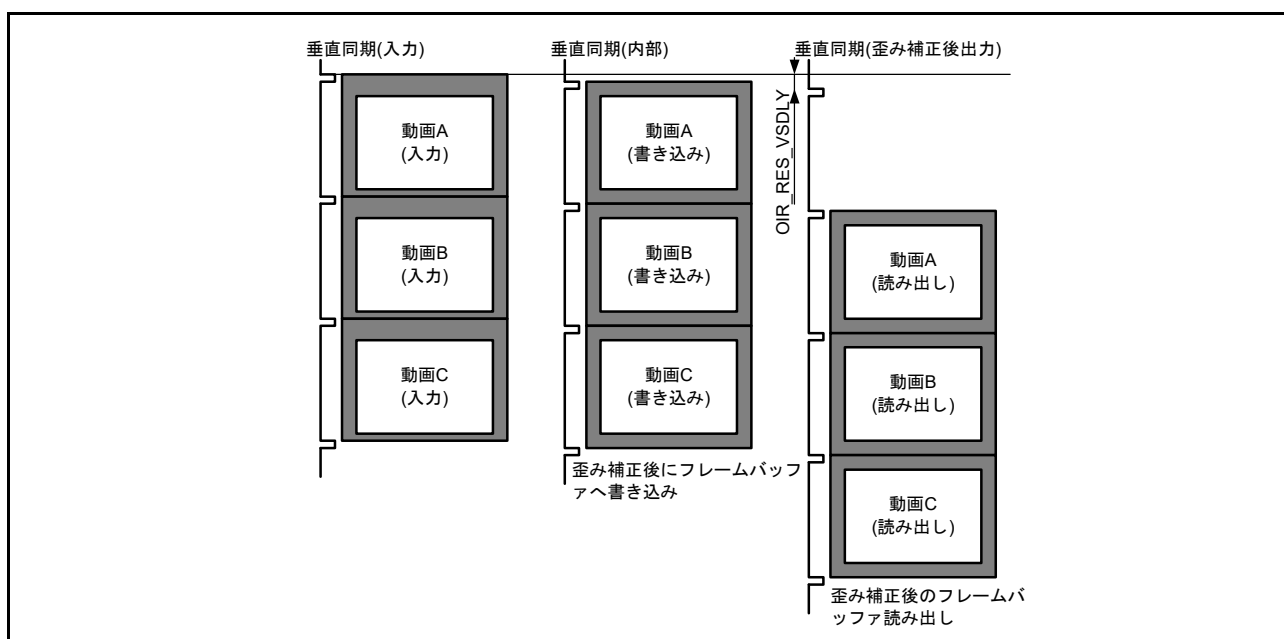 垂直同期(入力)
垂直同期(内部)
垂直同期(歪み補正後出力)
OIR_RES_VSDLY
動画A
(入力)
動画B
(入力)
動画C
(入力)
動画A
(書き込み)
動画B
(書き込み)
動画C
(書き込み)
歪み補正後にフレームバッフ
ァへ書き込み
動画A
(読み出し)
動画B
(読み出し)
動画C
(読み出し)
歪み補正後のフレームバ
ッファ読み出し